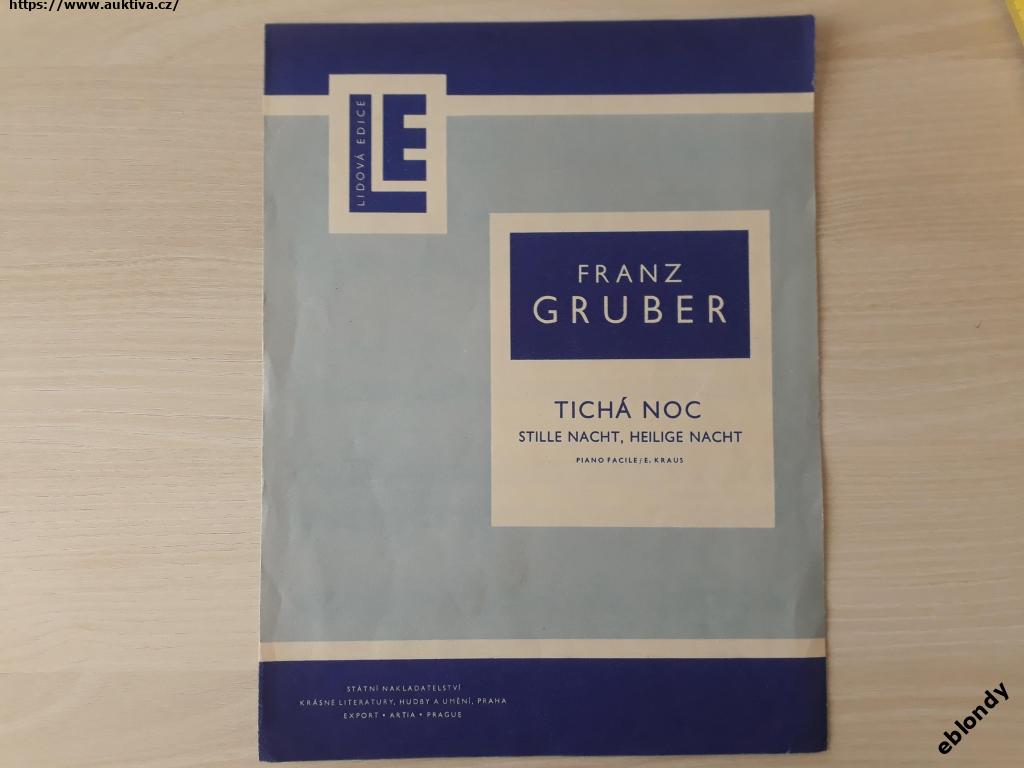 https://www.auktiva.cz/
LIDOVÁ EDICE
LE
FRANZ
GRUBER
TICHÁ NOC
STILLE NACHT, HEILIGE NACHT
PIANO FACILE/E. KRAUS
STÁTNÍ NAKLADATELSTVÍ
KRÁSNÉ LITERATURY, HUDBY A UMĚNÍ, PRAHA
EXPORT • ARTIA • PRAGUE
eblondy